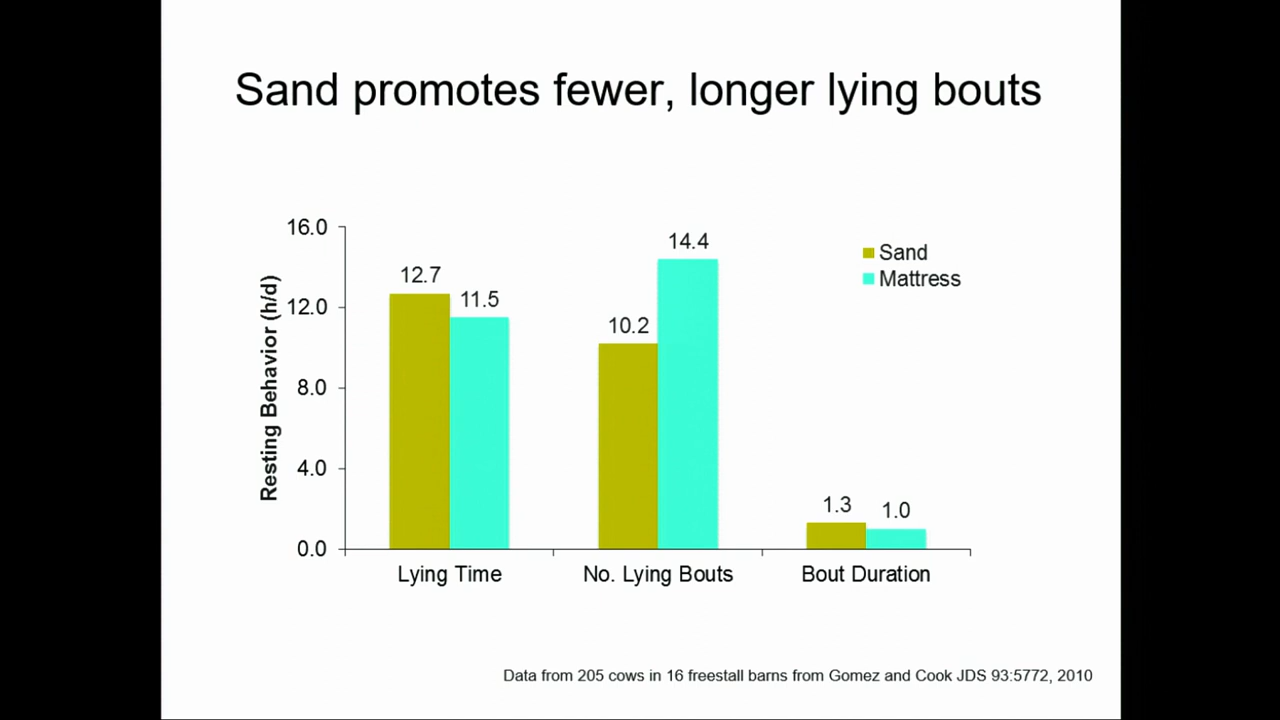 Sand promotes fewer, longer lying bouts
16.0
12.0
8.0
4.0
0.0
Resting Behavior (h/d)
12.7
11.5
10.2
14.4
1.3
1.0
Sand
Mattress
Lying Time
No. Lying Bouts
Bout Duration
Data from 205 cows in 16 freestall barns from Gomez and Cook JDS 93:5772, 2010